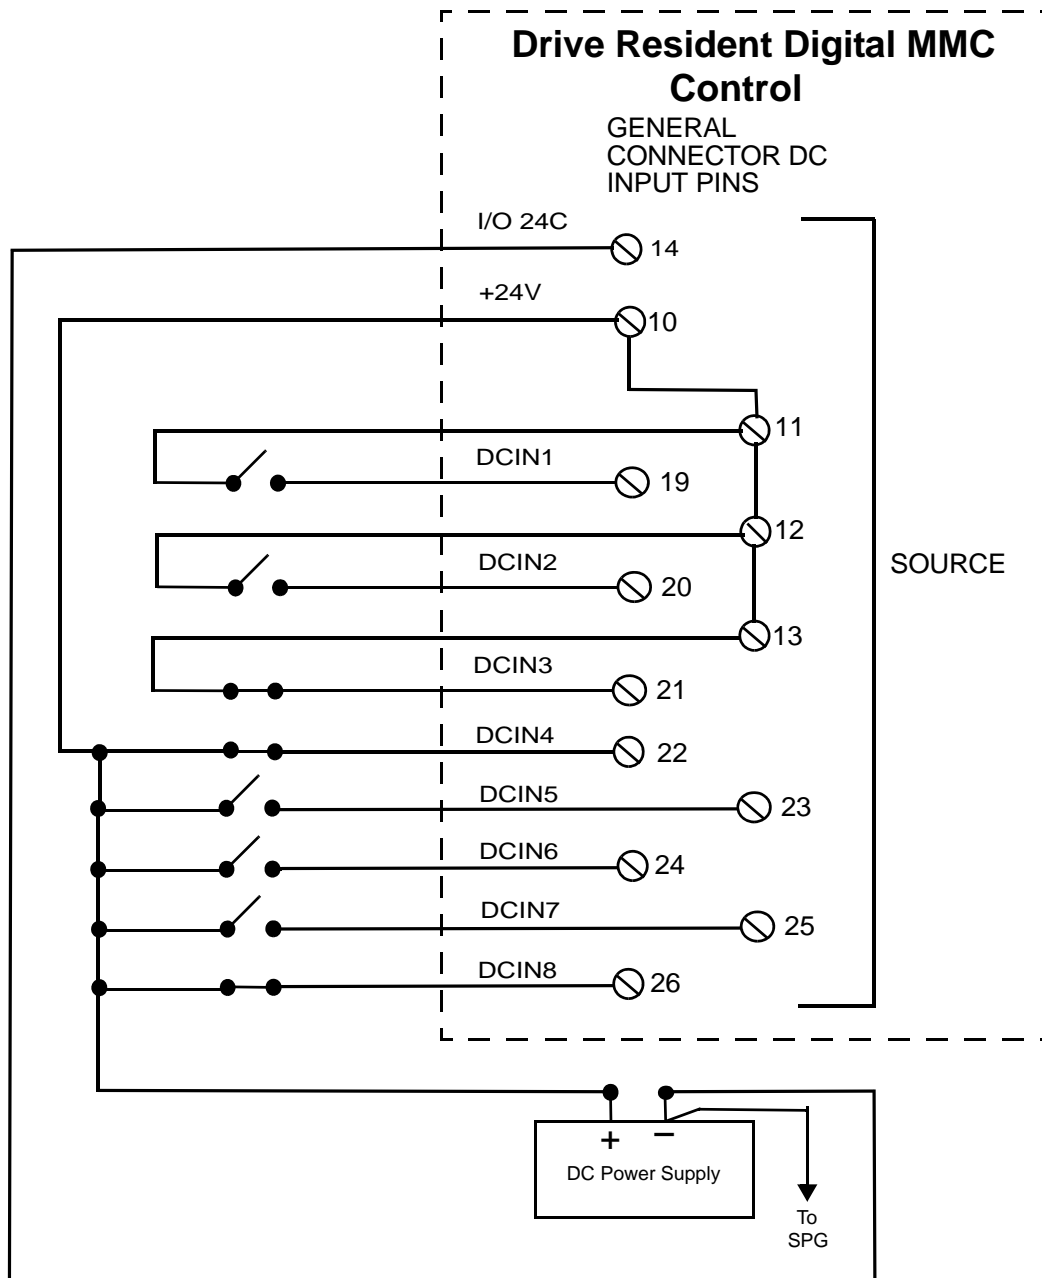 Drive Resident Digital MMC
Control
GENERAL
CONNECTOR DC
INPUT PINS
I/O 24C
14
+24V
10
11
DCIN1
19
12
DCIN2
20
SOURCE
13
DCIN3
21
DCIN4
22
DCIN5
23
DCIN6
24
DCIN7
25
DCIN8
26
+ −
DC Power Supply
To
SPG